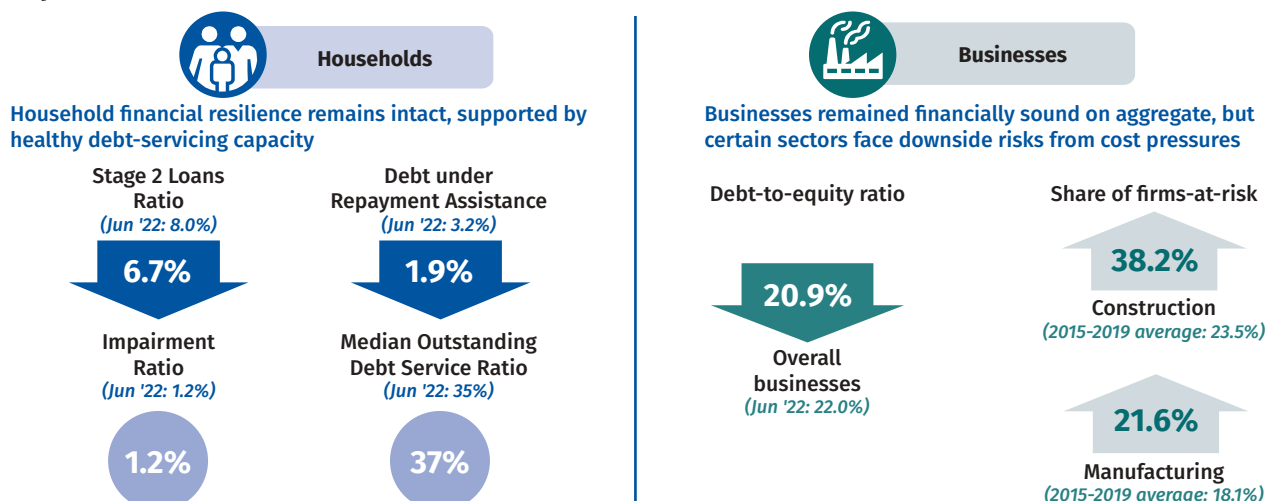 Households
Household financial resilience remains intact, supported by
healthy debt-servicing capacity
Stage 2 Loans
Ratio
(Jun '22: 8.0%)
6.7%
Debt under
Repayment Assistance
(Jun '22: 3.2%)
1.9%
Impairment
Ratio
(Jun '22: 1.2%)
1.2%
Median Outstanding
Debt Service Ratio
(Jun '22: 35%)
37%
Businesses
Businesses remained financially sound on aggregate, but
certain sectors face downside risks from cost pressures
Debt-to-equity ratio
20.9%
Overall
businesses
(Jun '22: 22.0%)
Share of firms-at-risk
38.2%
Construction
(2015-2019 average: 23.5%)
21.6%
Manufacturing
(2015-2019 average: 18.1%)